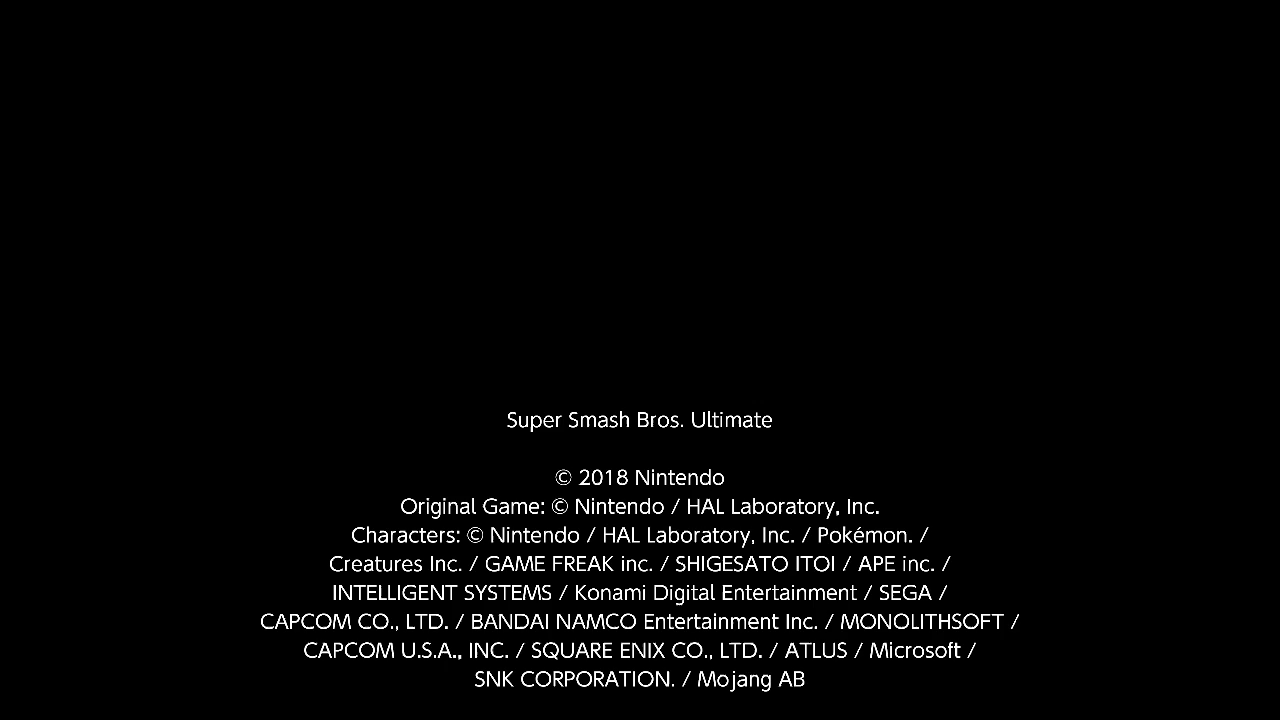 Super Smash Bros. Ultimate
© 2018 Nintendo
Original Game: © Nintendo / HAL Laboratory, Inc.
Characters: © Nintendo / HAL Laboratory, Inc. / Pokémon. /
Creatures Inc. / GAME FREAK inc. / SHIGESATO ITOI / APE inc. /
INTELLIGENT SYSTEMS / Konami Digital Entertainment / SEGA /
CAPCOM CO., LTD. / BANDAI NAMCO Entertainment Inc. / MONOLITHSOFT /
CAPCOM U.S.A., INC. / SQUARE ENIX CO., LTD. / ATLUS / Microsoft /
SNK CORPORATION. / Mojang AB